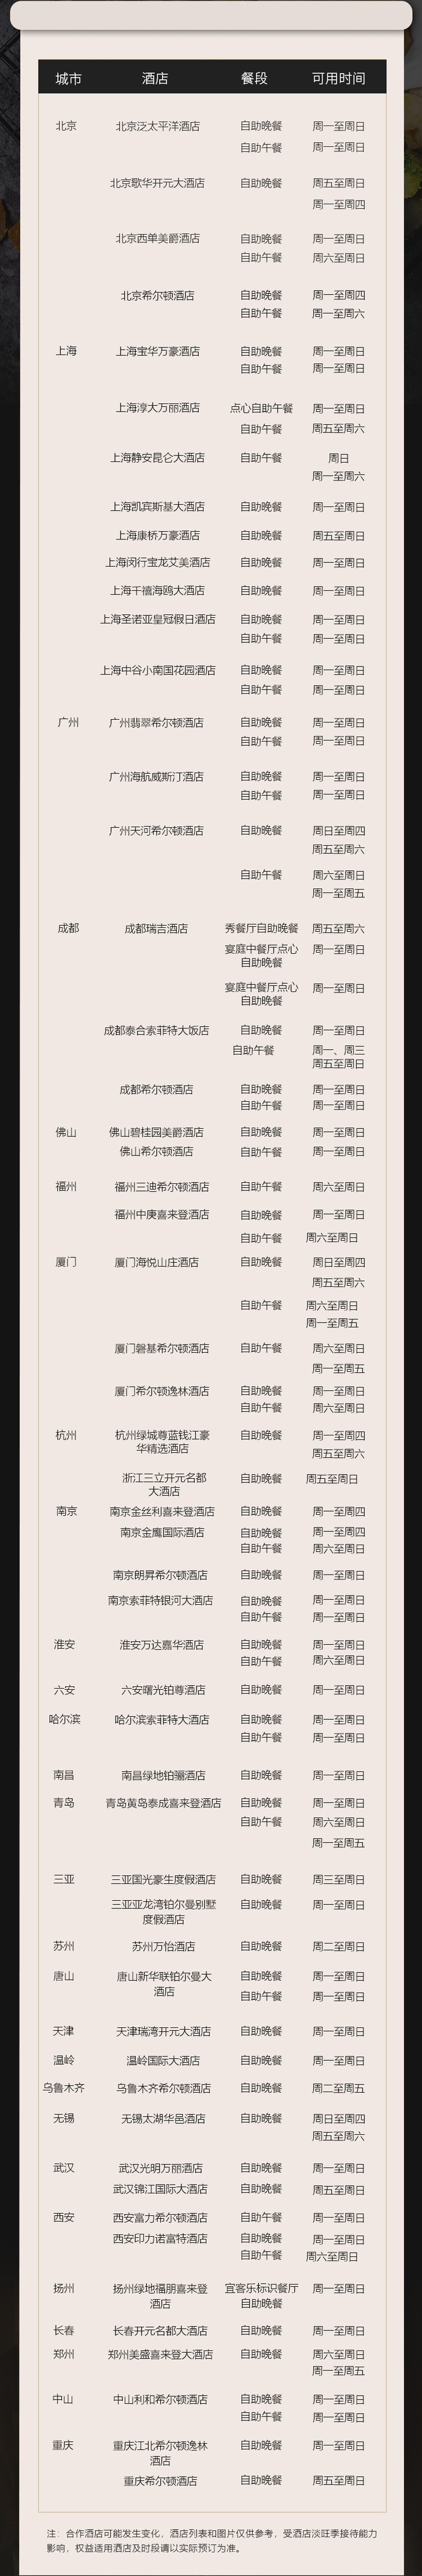 城市 酒店 餐段 可用时间
北京 北京泛太平洋酒店 自助晚餐 周一至周日
自助午餐 周一至周日
北京歌华开元大酒店 自助晚餐 周五至周日
周一至周四
北京西单美爵酒店 自助晚餐 周一至周日
自助午餐 周六至周日
北京希尔顿酒店 自助晚餐 周一至周四
自助午餐 周一至周六
上海 上海宝华万豪酒店 自助晚餐 周一至周日
自助午餐 周一至周日
上海淳大万丽酒店 点心自助午餐 周一至周日
自助午餐 周五至周六
上海静安昆仑大酒店 自助午餐 周日
周一至周六
上海凯宾斯基大酒店 自助晚餐 周一至周日
上海康桥万豪酒店 自助晚餐 周五至周日
上海闵行宝龙艾美酒店 自助晚餐 周一至周日
上海千禧海鸥大酒店 自助晚餐 周一至周日
上海圣诺亚皇冠假日酒店 自助晚餐 周一至周日
自助午餐 周一至周日
上海中谷小南国花园酒店 自助晚餐 周一至周日
自助午餐 周一至周日
广州 广州翡翠希尔顿酒店 自助晚餐 周一至周日
自助午餐 周一至周日
广州海航威斯汀酒店 自助晚餐 周一至周日
自助午餐 周一至周日
广州天河希尔顿酒店 自助晚餐 周日至周四
周五至周六
自助午餐 周六至周日
周一至周五
成都 成都瑞吉酒店 秀餐厅自助晚餐 周五至周六
宴庭中餐厅点心 周一至周日
自助晚餐
宴庭中餐厅点心 周一至周日
自助晚餐
成都泰合索菲特大饭店 自助晚餐 周一至周日
自助午餐 周一、周三
周五至周日
成都希尔顿酒店 自助晚餐 周一至周日
自助午餐 周一至周日
佛山 佛山碧桂园美爵酒店 自助晚餐 周一至周日
佛山希尔顿酒店 自助午餐 周一至周日
福州 福州三迪希尔顿酒店 自助午餐 周六至周日
福州中庚喜来登酒店 自助晚餐 周一至周日
自助午餐 周六至周日
厦门 厦门海悦山庄酒店 自助晚餐 周日至周四
周五至周六
自助午餐 周六至周日
周一至周五
厦门磐基希尔顿酒店 自助午餐 周六至周日
周一至周五
厦门希尔顿逸林酒店 自助晚餐 周一至周日
自助午餐 周六至周日
杭州 杭州绿城尊蓝钱江豪 自助晚餐 周一至周四
华精选酒店 周五至周六
浙江三立开元名都 自助晚餐 周五至周日
大酒店
南京 南京金丝利喜来登酒店 自助晚餐 周一至周四
南京金鹰国际酒店 自助晚餐 周一至周四
自助午餐 周六至周日
南京朗昇希尔顿酒店 自助晚餐 周一至周日
南京索菲特银河大酒店 自助晚餐 周一至周日
自助午餐 周一至周日
淮安 淮安万达嘉华酒店 自助晚餐 周一至周日
自助午餐 周六至周日
六安 六安曙光铂尊酒店 自助晚餐 周一至周日
哈尔滨 哈尔滨索菲特大酒店 自助晚餐 周一至周日
自助午餐 周一至周日
南昌 南昌绿地铂骊酒店 自助晚餐 周一至周日
青岛 青岛黄岛泰成喜来登酒店 自助晚餐 周一至周日
自助午餐 周六至周日
周一至周五
三亚 三亚国光豪生度假酒店 自助晚餐 周三至周日
三亚亚龙湾铂尔曼别墅 自助晚餐 周一至周日
度假酒店
苏州 苏州万怡酒店 自助晚餐 周二至周日
唐山 唐山新华联铂尔曼大 自助晚餐 周一至周日
酒店 自助午餐 周一至周日
天津 天津瑞湾开元大酒店 自助晚餐 周一至周日
温岭 温岭国际大酒店 自助晚餐 周一至周日
乌鲁木齐 乌鲁木齐希尔顿酒店 自助晚餐 周二至周五
无锡 无锡太湖华邑酒店 自助晚餐 周日至周四
周五至周六
武汉 武汉光明万丽酒店 自助晚餐 周一至周日
武汉锦江国际大酒店 自助晚餐 周五至周日
西安 西安富力希尔顿酒店 自助午餐 周一至周日
西安印力诺富特酒店 自助晚餐 周一至周日
自助午餐 周六至周日
扬州 扬州绿地福朋喜来登 宜客乐标识餐厅 周一至周日
酒店 自助晚餐
长春 长春开元名都大酒店 自助晚餐 周一至周日
郑州 郑州美盛喜来登大酒店 自助晚餐 周六至周日
周一至周五
中山 中山利和希尔顿酒店 自助晚餐 周一至周日
自助午餐 周一至周日
重庆 重庆江北希尔顿逸林 自助晚餐 周一至周日
酒店
重庆希尔顿酒店 自助晚餐 周五至周日
注：合作酒店可能发生变化，酒店列表和图片仅供参考，受酒店淡旺季接待能力
影响，权益适用酒店及时段请以实际预订为准。